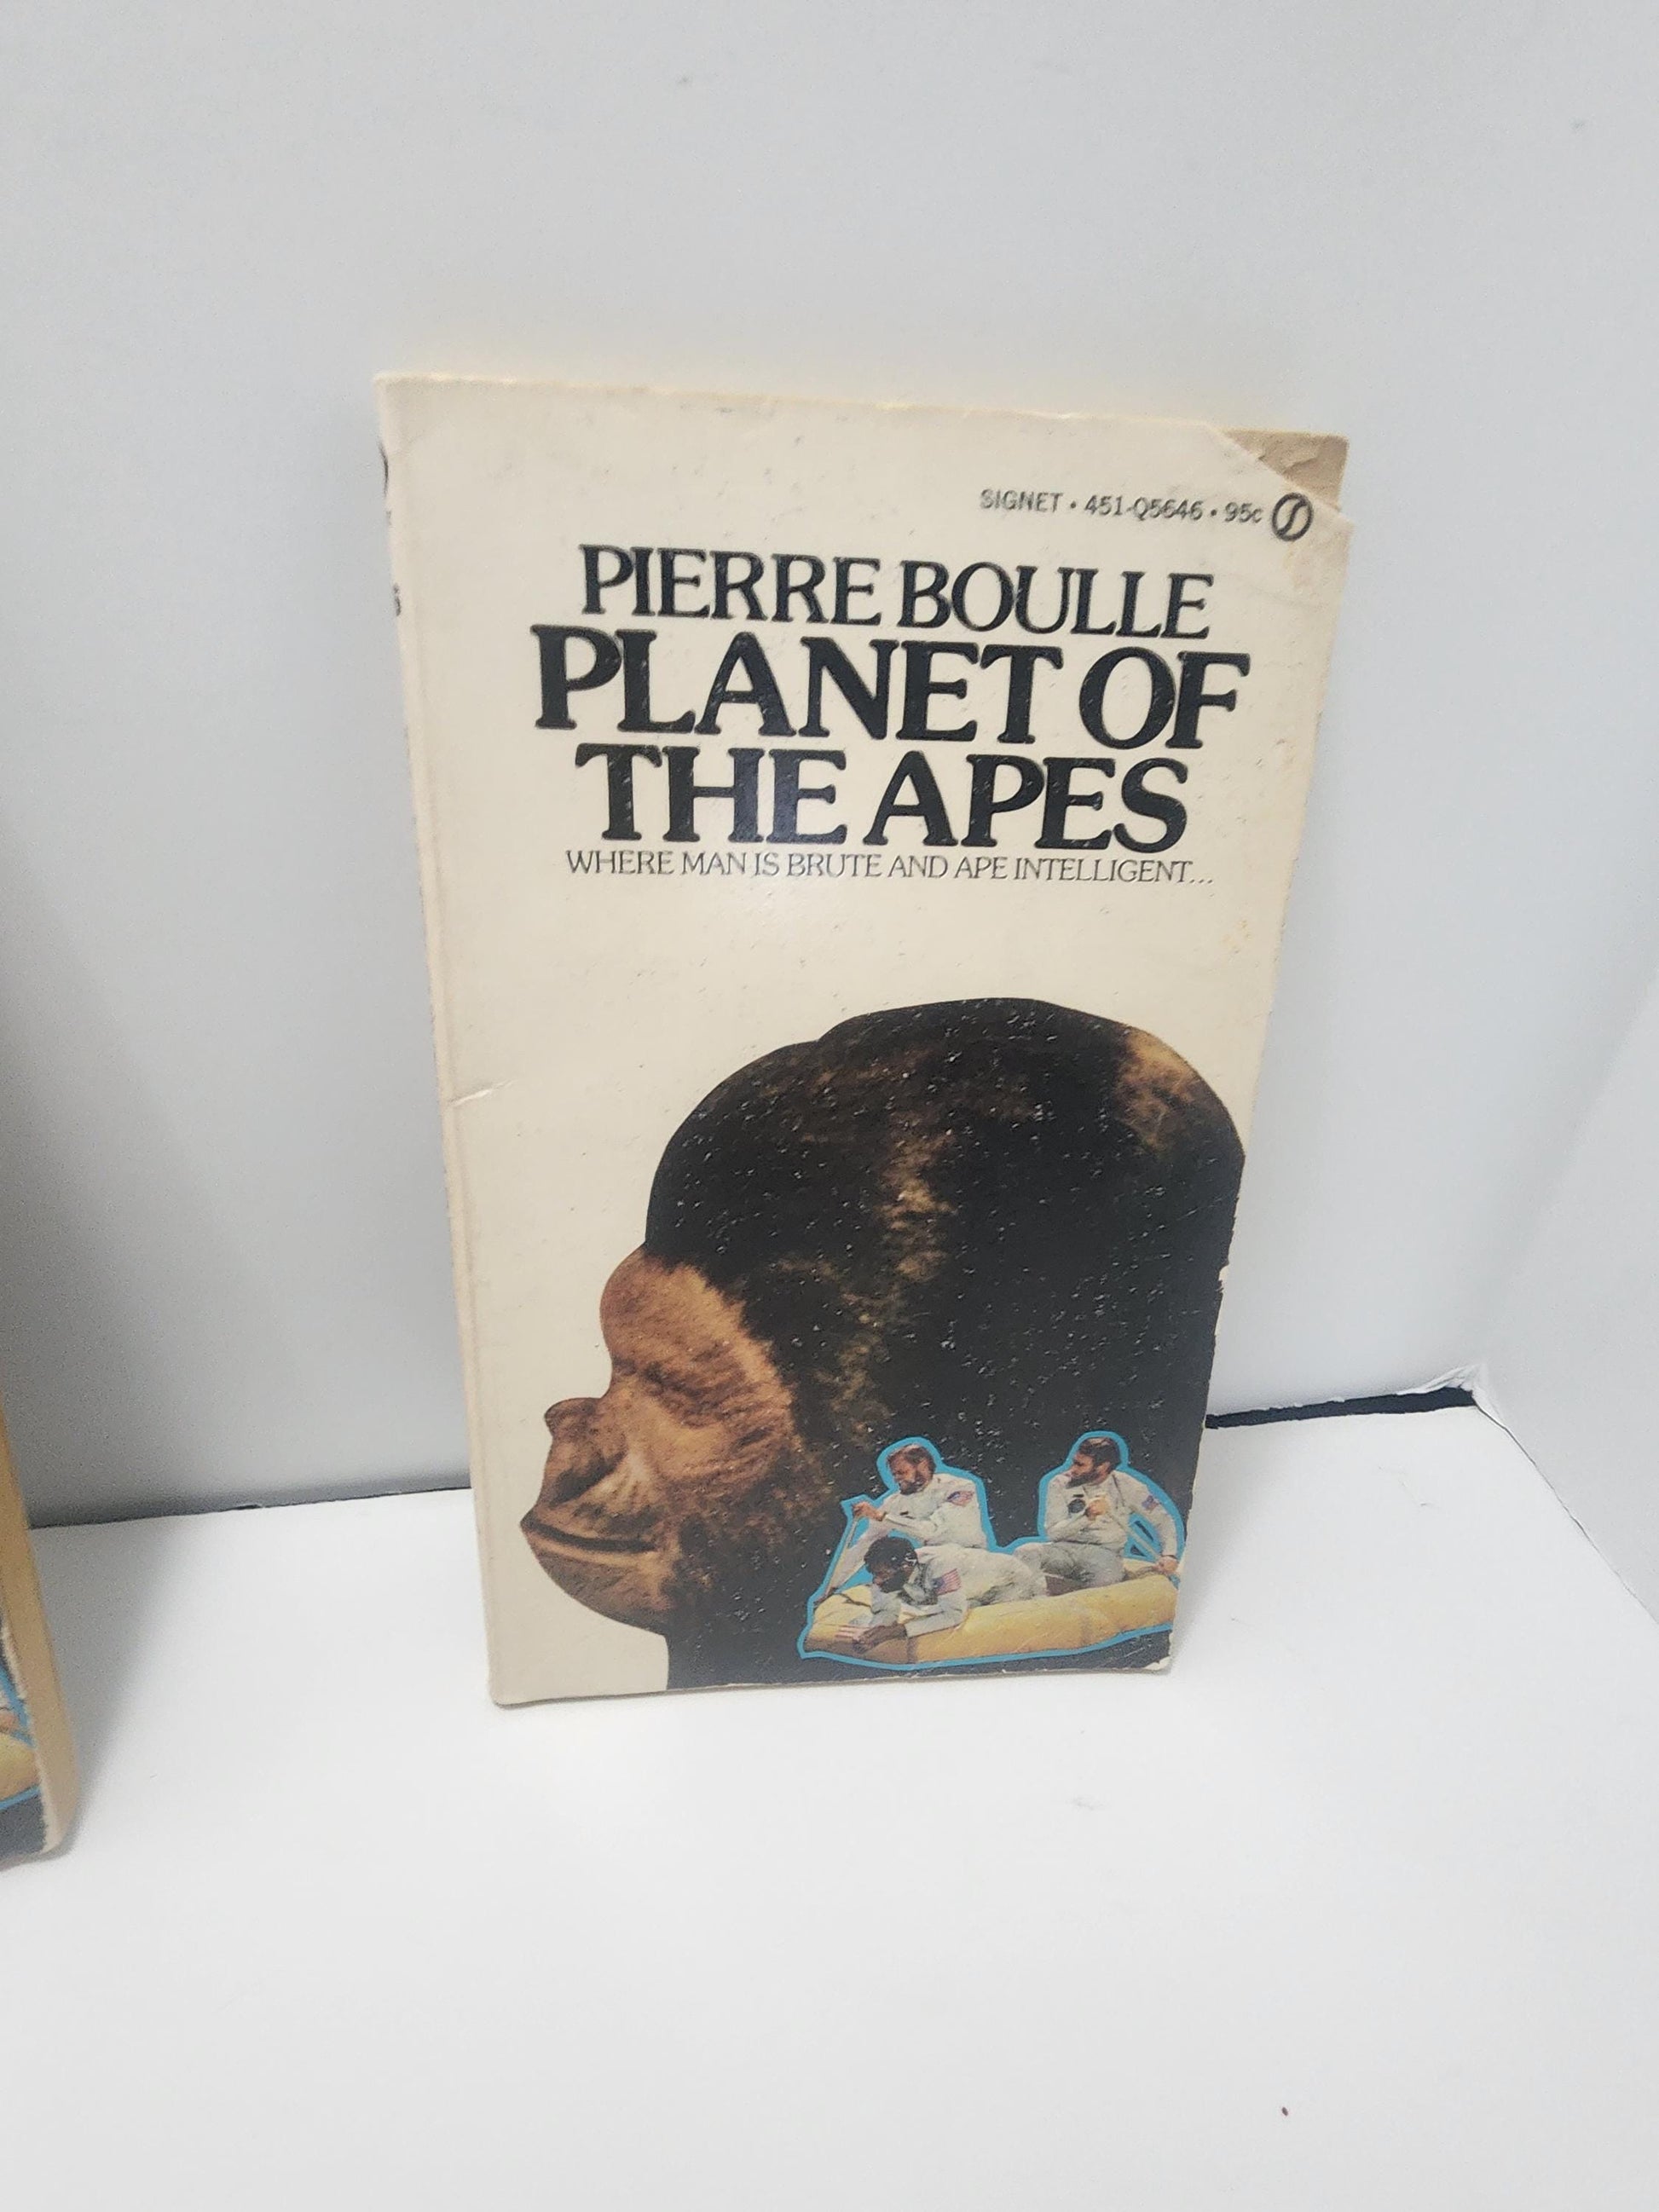 SIGNET • 451-Q5646 • 95c
PIERRE BOULLE
PLANET OF
THE APES
WHERE MAN IS BRUTE AND APE INTELLIGENT...